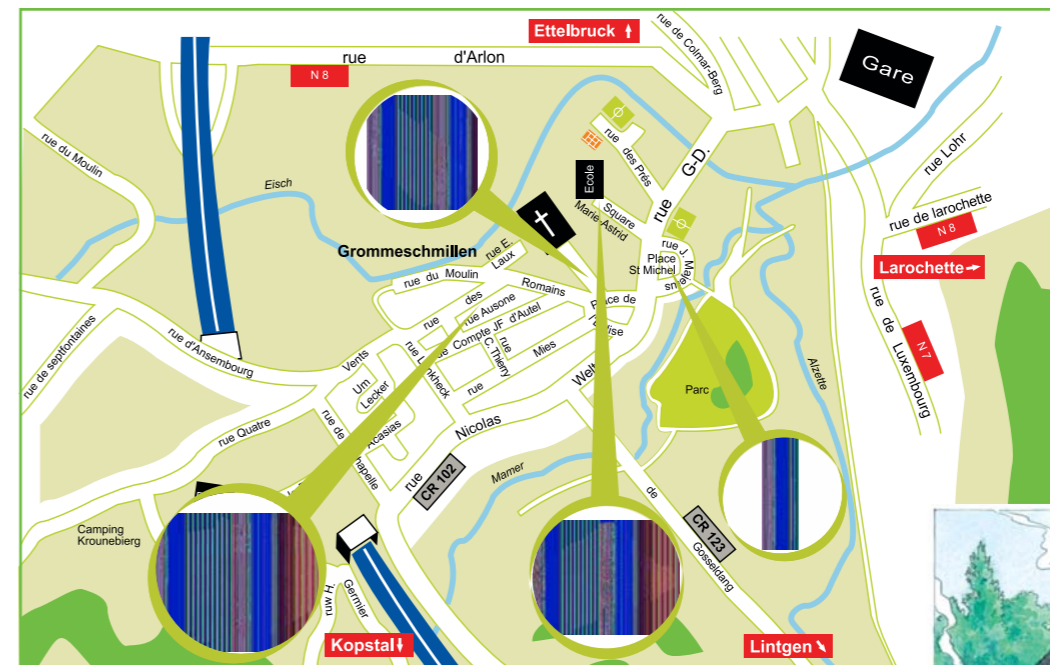 Ettelbruck
rue de Colmar-Berg
rue d'Arlon
N 8
Gare
rue du Moulin
Eisch
rue des Prés
Ecole
G-D.
rue
Square
Marie-Astrid
rue Lohr
rue de larochette
N 8
Larochette
Grommeschmillen
rue E.
Laux
rue du Moulin
Romains
rue des
rue Ausone
Compte JF d'Autel
rue
C. Thierry
rue Mies
Place de
Place
St Michel
rue J.
rue de Luxembourg
N 7
Alzette
Parc
rue de septfontaines
rue d'Ansembourg
Vents
Um
Lecker
Acasias
rue Quatre
rue de
rue Nicolas
CR 102
Mamer
de Gosseldang
CR 123
Camping
Krounebierg
Germier
Kopstal
Lintgen